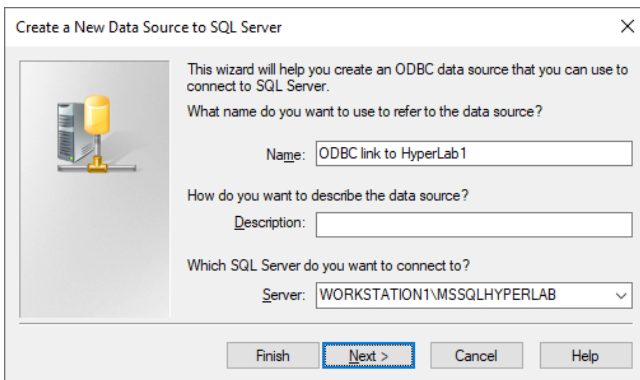 Create a New Data Source to SQL Server
This wizard will help you create an ODBC data source that you can use to
connect to SQL Server.
What name do you want to use to refer to the data source?
Name: ODBC link to HyperLab1
How do you want to describe the data source?
Description:
Which SQL Server do you want to connect to?
Server: WORKSTATION1\MSSQLHYPERLAB
Finish Next > Cancel Help